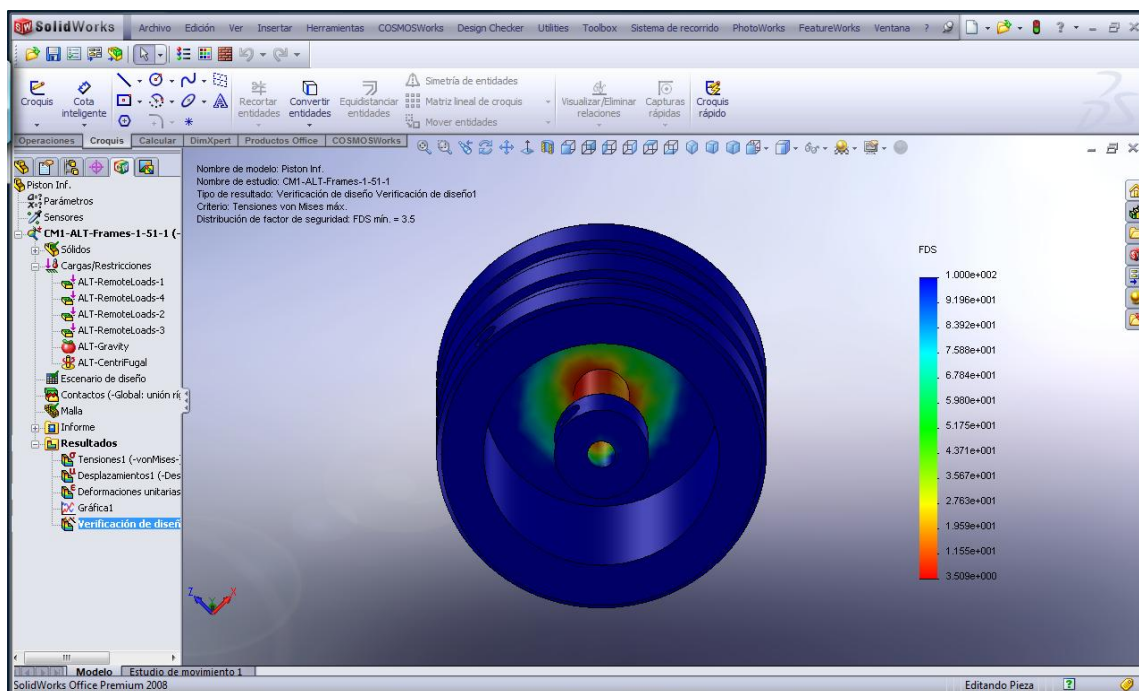 SolidWorks Archivo Edición Ver Insertar Herramientas COSMOSWorks Design Checker Utilities Toolbox Sistema de recorrido PhotoWorks FeatureWorks Ventana ?
Croquis Cota inteligente Recortar entidades Convertir entidades Equidistanciar entidades Simetría de entidades Matriz lineal de croquis Mover entidades Visualizar/Eliminar relaciones Capturas rápidas Croquis rápido
Operaciones Croquis Calcular DimXpert Productos Office COSMOSWorks
Piston Inf.
Parámetros
Sensores
CM1-ALT-Frames-1-51-1 (-
Sólidos
Cargas/Restricciones
ALT-RemoteLoads-1
ALT-RemoteLoads-4
ALT-RemoteLoads-2
ALT-RemoteLoads-3
ALT-Gravity
ALT-CentriFugal
Escenario de diseño
Contactos (-Global: unión rí
Malla
Informe
Resultados
Tensiones1 (-vonMises-
Desplazamientos1 (-Des
Deformaciones unitarias
Gráfica1
Verificación de diseñ
Nombre de modelo: Piston Inf.
Nombre de estudio: CM1-ALT-Frames-1-51-1
Tipo de resultado: Verificación de diseño Verificación de diseño1
Criterio: Tensiones von Mises máx.
Distribución de factor de seguridad: FDS mín. = 3.5
FDS
1.000e+002
9.196e+001
8.392e+001
7.588e+001
6.784e+001
5.980e+001
5.175e+001
4.371e+001
3.567e+001
2.763e+001
1.959e+001
1.155e+001
3.509e+000
Z X
Modelo Estudio de movimiento 1
SolidWorks Office Premium 2008 Editando Pieza